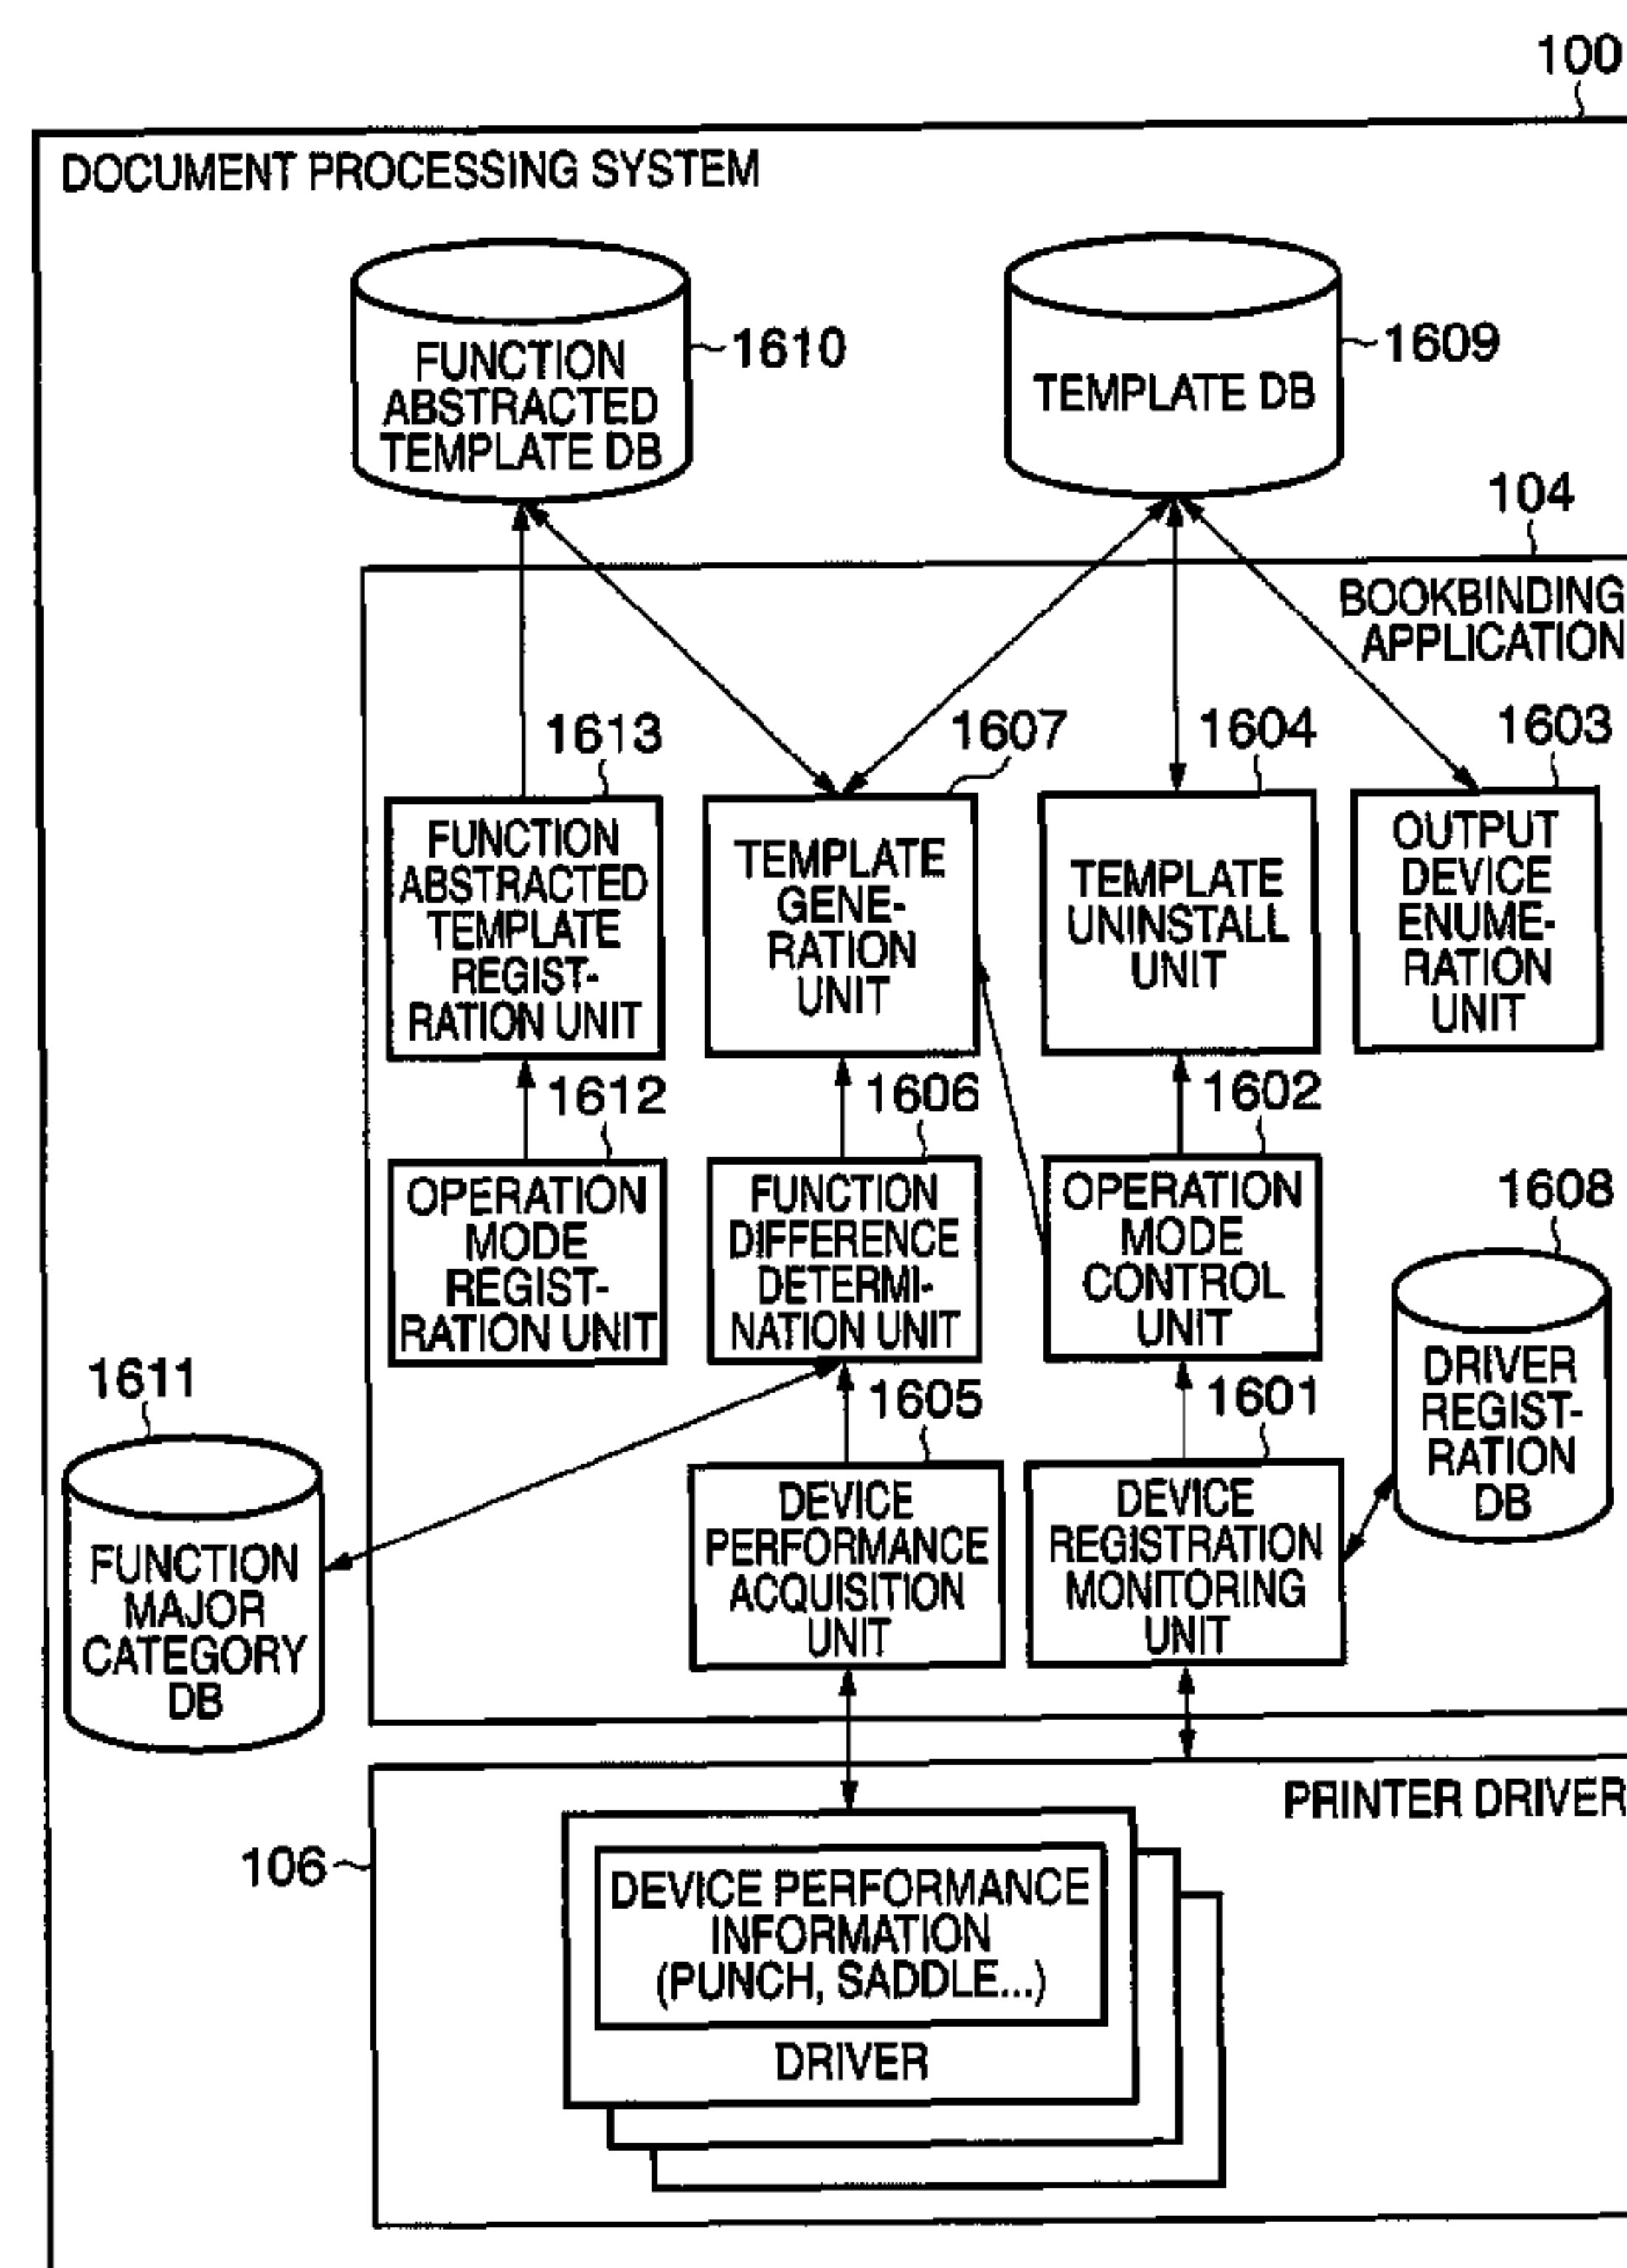 100
DOCUMENT PROCESSING SYSTEM
FUNCTION
ABSTRACTED
TEMPLATE DB
1610
TEMPLATE DB
1609
104
BOOKBINDING
APPLICATION
1613
1607
1604
1603
FUNCTION
ABSTRACTED
TEMPLATE
REGIST-
RATION UNIT
TEMPLATE
GENE-
RATION
UNIT
TEMPLATE
UNINSTALL
UNIT
OUTPUT
DEVICE
ENUME-
RATION
UNIT
1612
1606
1602
OPERATION
MODE
REGIST-
RATION UNIT
FUNCTION
DIFFERENCE
DETERMI-
NATION UNIT
OPERATION
MODE
CONTROL
UNIT
1608
DRIVER
REGIST-
RATION
DB
1611
FUNCTION
MAJOR
CATEGORY
DB
1605
1601
DEVICE
PERFORMANCE
ACQUISITION
UNIT
DEVICE
REGISTRATION
MONITORING
UNIT
PRINTER DRIVER
106
DEVICE PERFORMANCE
INFORMATION
(PUNCH, SADDLE...)
DRIVER